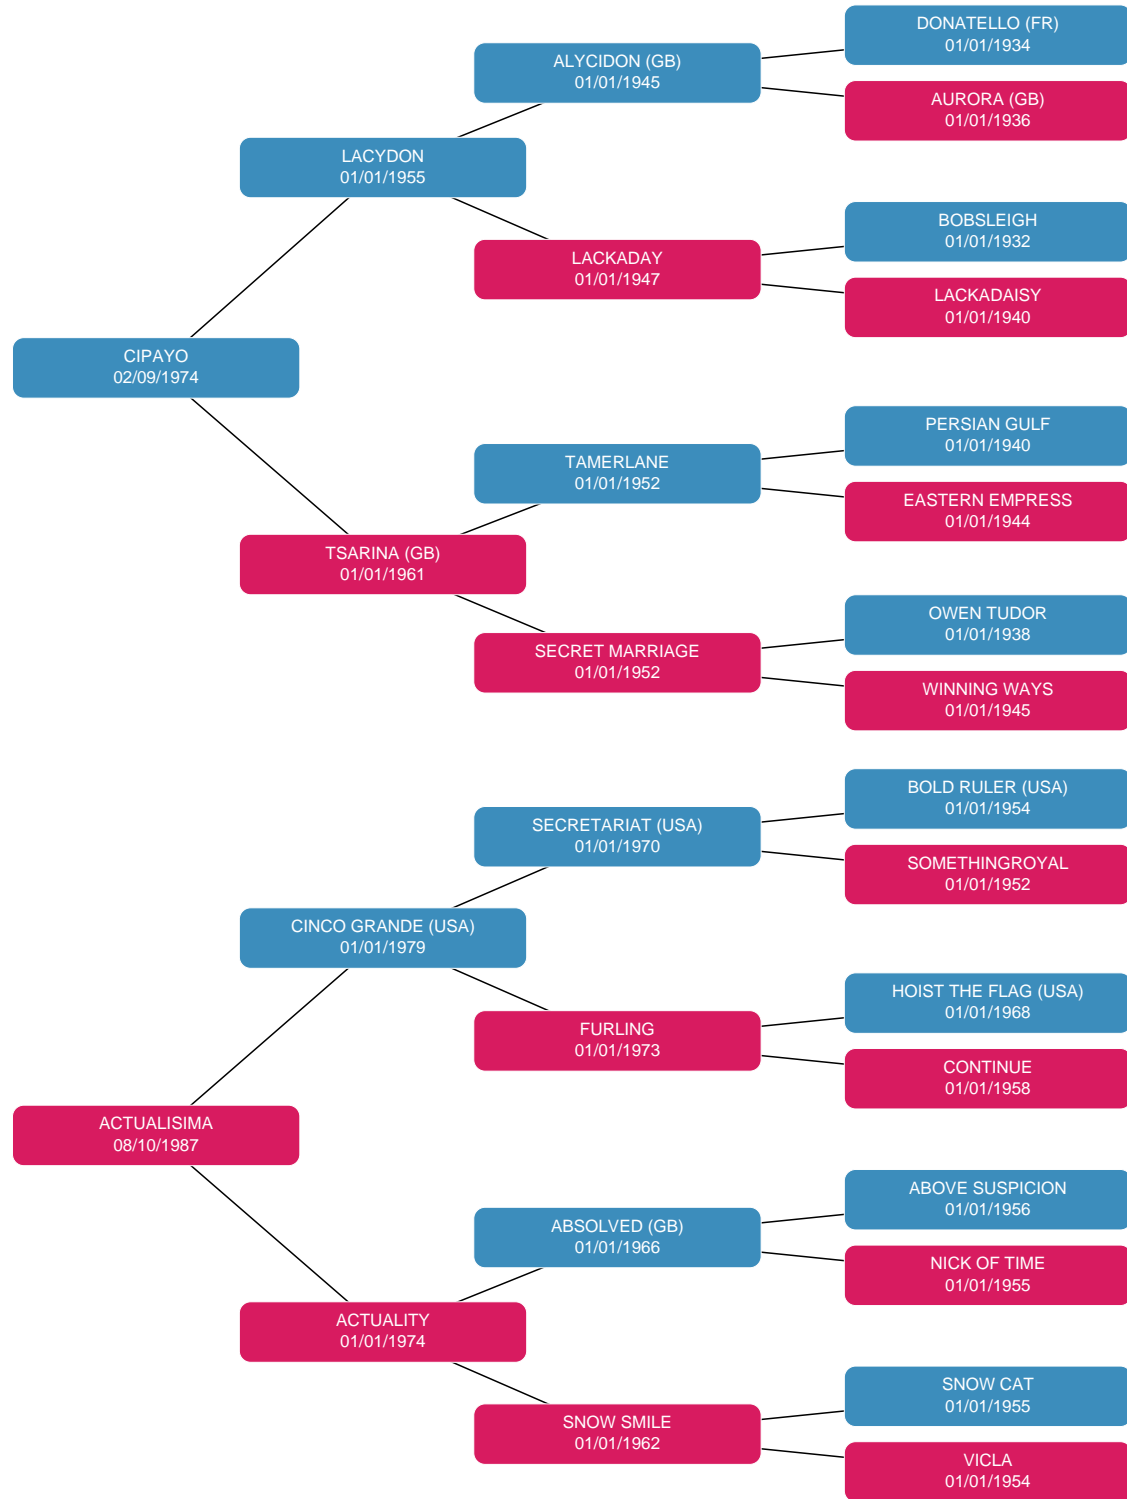 DONATELLO (FR)
01/01/1934
ALYCIDON (GB)
01/01/1945
AURORA (GB)
01/01/1936
LACYDON
01/01/1955
BOBSLEIGH
01/01/1932
LACKADAY
01/01/1947
LACKADAISY
01/01/1940
CIPAYO
02/09/1974
PERSIAN GULF
01/01/1940
TAMERLANE
01/01/1952
EASTERN EMPRESS
01/01/1944
TSARINA (GB)
01/01/1961
OWEN TUDOR
01/01/1938
SECRET MARRIAGE
01/01/1952
WINNING WAYS
01/01/1945
BOLD RULER (USA)
01/01/1954
SECRETARIAT (USA)
01/01/1970
SOMETHINGROYAL
01/01/1952
CINCO GRANDE (USA)
01/01/1979
HOIST THE FLAG (USA)
01/01/1968
FURLING
01/01/1973
CONTINUE
01/01/1958
ACTUALISIMA
08/10/1987
ABOVE SUSPICION
01/01/1956
ABSOLVED (GB)
01/01/1966
NICK OF TIME
01/01/1955
ACTUALITY
01/01/1974
SNOW CAT
01/01/1955
SNOW SMILE
01/01/1962
VICLA
01/01/1954